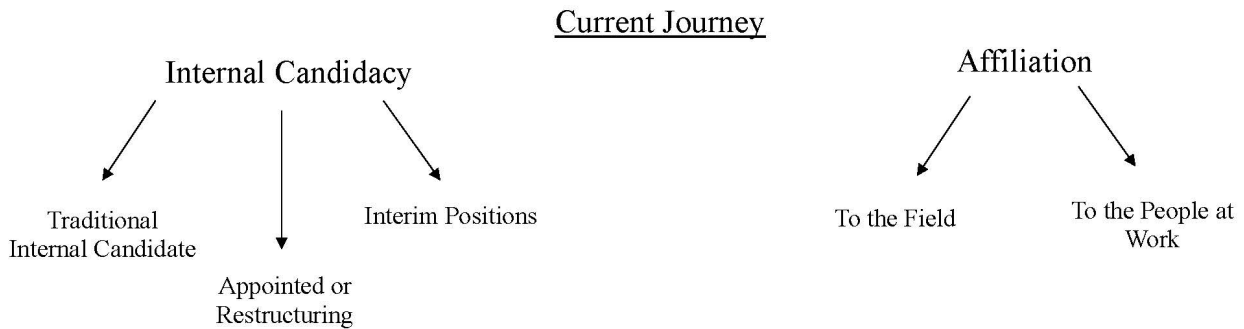 Current Journey
Internal Candidacy
Affiliation
Traditional
Internal Candidate
Appointed or
Restructuring
Interim Positions
To the Field
To the People at
Work